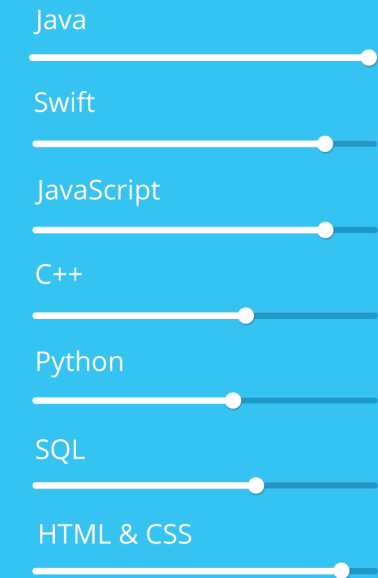 Java
Swift
JavaScript
C++
Python
SQL
HTML & CSS